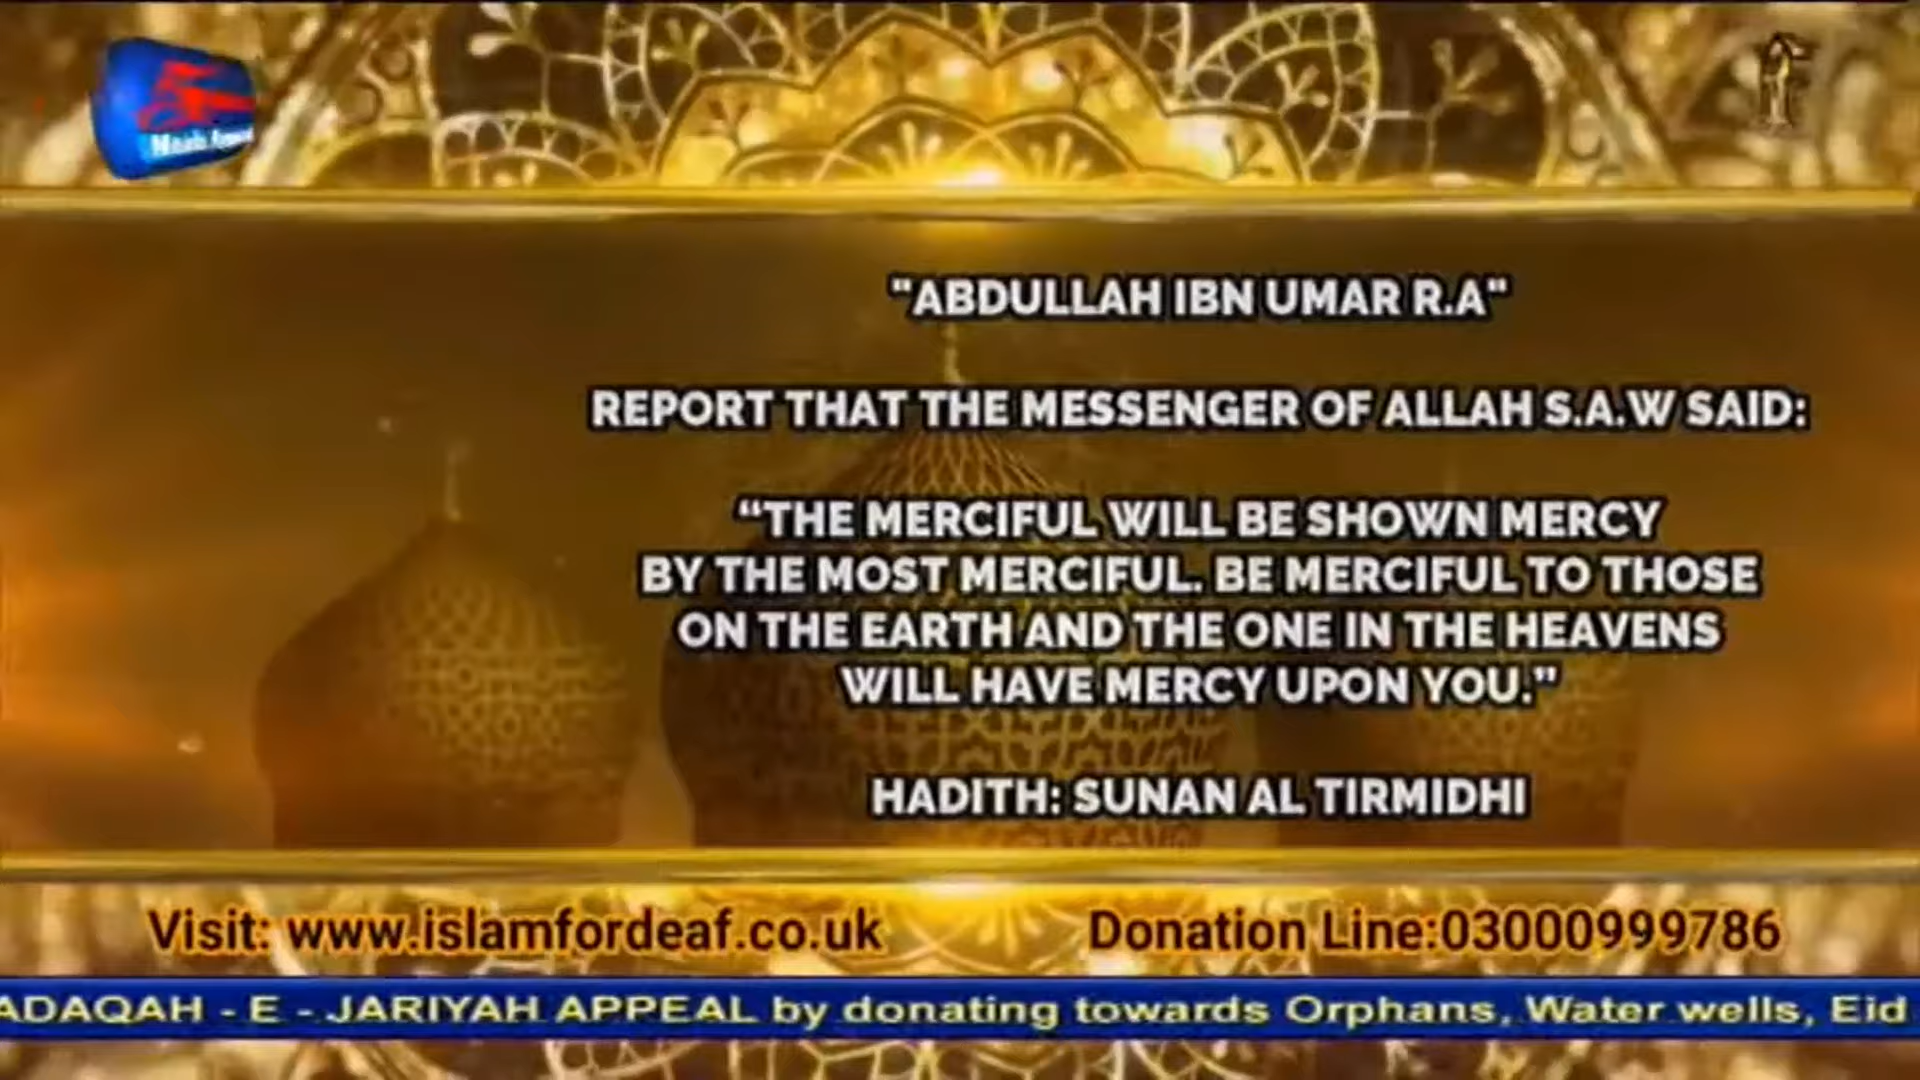 "ABDULLAH IBN UMAR R.A"
REPORT THAT THE MESSENGER OF ALLAH S.A.W SAID:
“THE MERCIFUL WILL BE SHOWN MERCY
BY THE MOST MERCIFUL. BE MERCIFUL TO THOSE
ON THE EARTH AND THE ONE IN THE HEAVENS
WILL HAVE MERCY UPON YOU.”
HADITH: SUNAN AL TIRMIDHI
Visit: www.islamfordeaf.co.uk
Donation Line:03000999786
ADAQAH - E - JARIYAH APPEAL by donating towards Orphans, Water wells, Eid